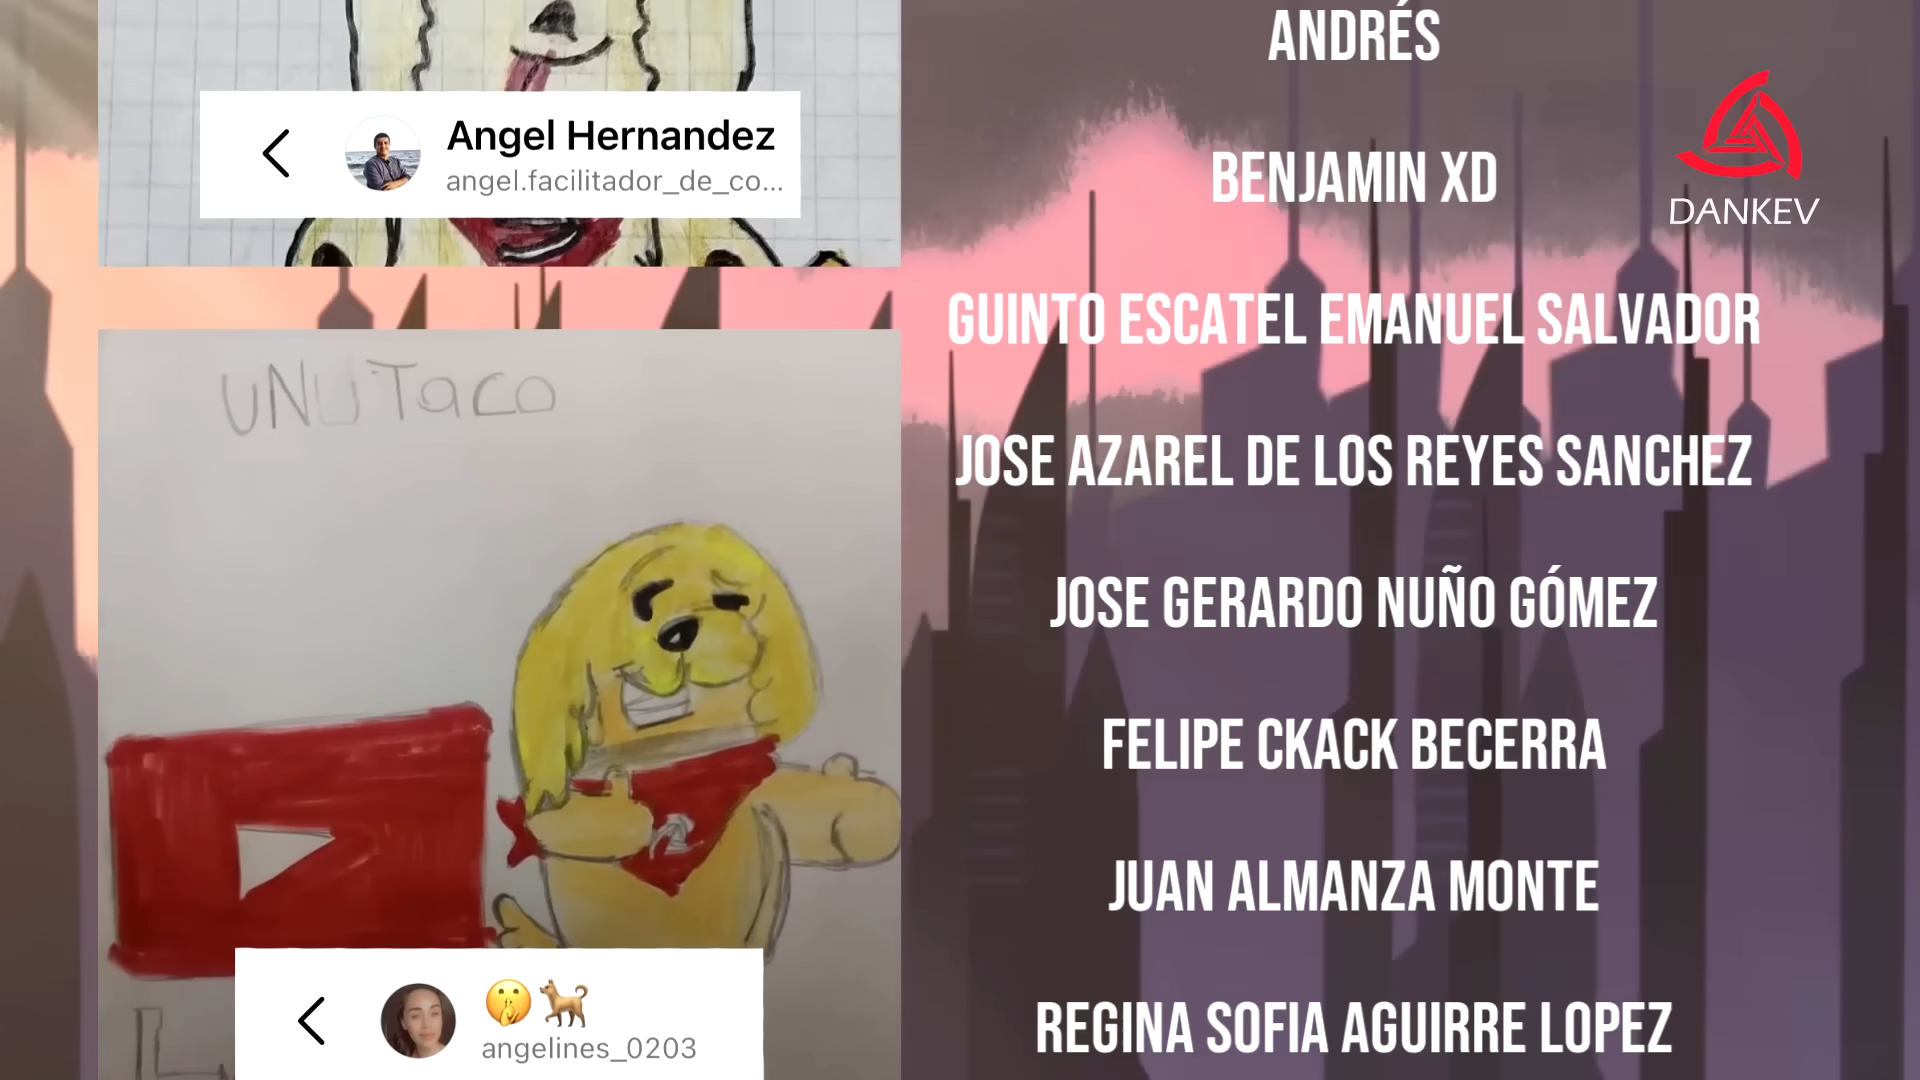 Angel Hernandez
angel.facilitador_de_co...
UNU Taco
angelines_0203
ANDRÉS
BENJAMIN XD
GUINTO ESCATEL EMANUEL SALVADOR
JOSE AZAREL DE LOS REYES SANCHEZ
JOSE GERARDO NUÑO GÓMEZ
FELIPE CKACK BECERRA
JUAN ALMANZA MONTE
REGINA SOFIA AGUIRRE LOPEZ
DANKEV